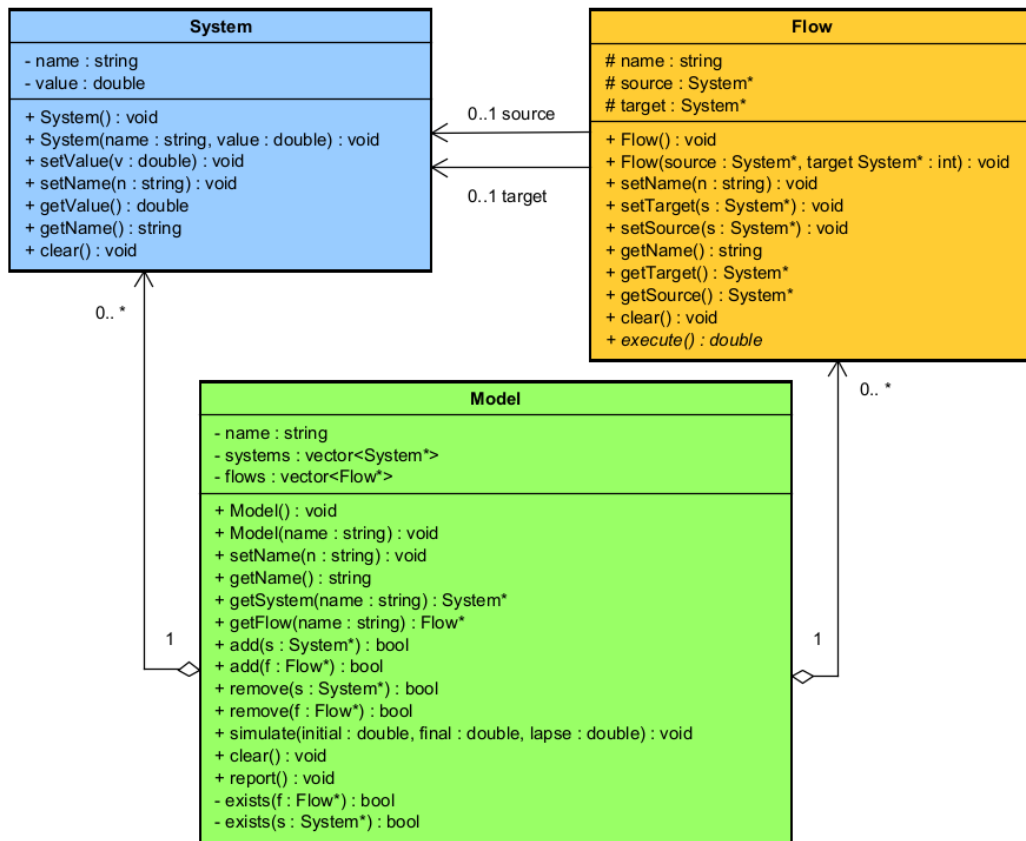 System
- name : string
- value : double
+ System() : void
+ System(name : string, value : double) : void
+ setValue(v : double) : void
+ setName(n : string) : void
+ getValue() : double
+ getName() : string
+ clear() : void
0..1 source
0..1 target
Flow
# name : string
# source : System*
# target : System*
+ Flow() : void
+ Flow(source : System*, target System* : int) : void
+ setName(n : string) : void
+ setTarget(s : System*) : void
+ setSource(s : System*) : void
+ getName() : string
+ getTarget() : System*
+ getSource() : System*
+ clear() : void
+ execute() : double
0.. *
0.. *
Model
- name : string
- systems : vector<System*>
- flows : vector<Flow*>
+ Model() : void
+ Model(name : string) : void
+ setName(n : string) : void
+ getName() : string
+ getSystem(name : string) : System*
+ getFlow(name : string) : Flow*
+ add(s : System*) : bool
+ add(f : Flow*) : bool
+ remove(s : System*) : bool
+ remove(f : Flow*) : bool
+ simulate(initial : double, final : double, lapse : double) : void
+ clear() : void
+ report() : void
- exists(f : Flow*) : bool
- exists(s : System*) : bool
1
1